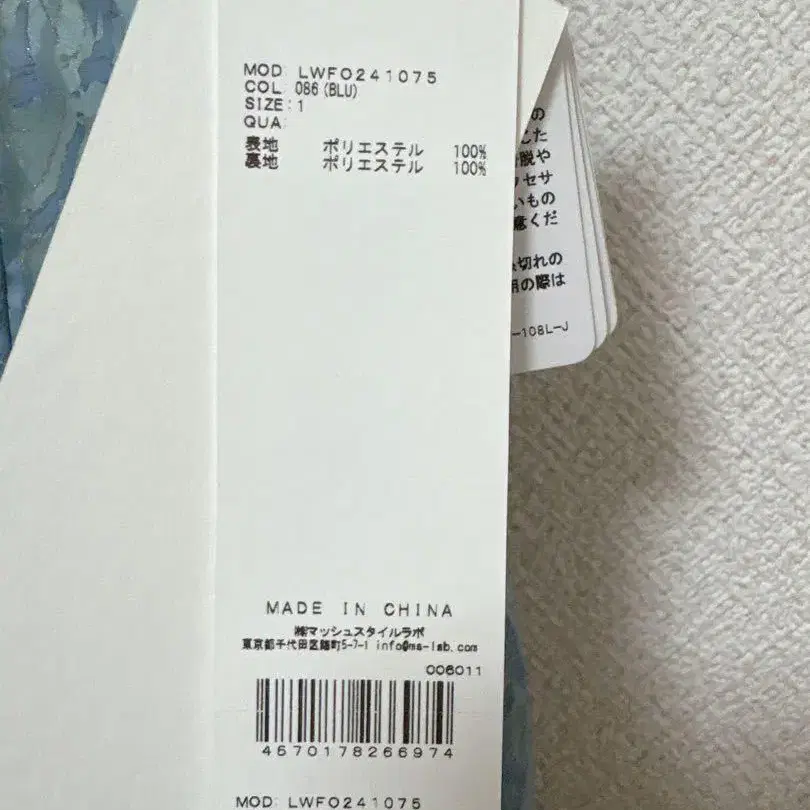 MOD: LWFO241075
COL: 086 (BLU)
SIZE: 1
QUA:
表地 ポリエステル 100%
裏地 ポリエステル 100%
MADE IN CHINA
㈱マッシュスタイルラボ
東京都千代田区麹町5-7-1 info@ms-lab.com
006011
4570178266974
MOD: LWFO241075
の
こた
脱や
クセサ
いもの
意くだ
切れの
用の際は
-108L-J